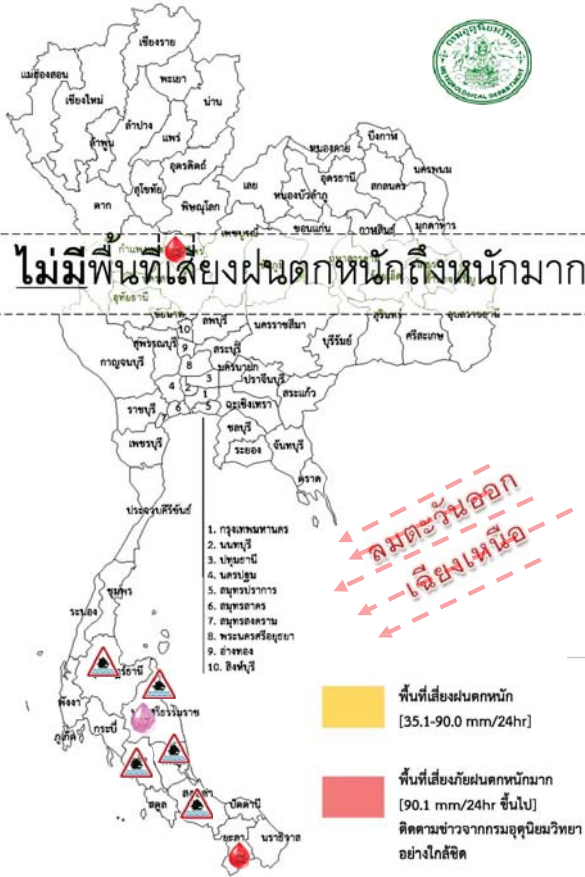 กรมอุตุนิยมวิทยา
METEOROLOGICAL DEPARTMENT
เชียงราย
แม่ฮ่องสอน
พะเยา
เชียงใหม่
น่าน
ลำปาง
ลำพูน
แพร่
อุตรดิตถ์
สุโขทัย
ตาก
พิษณุโลก
เลย
หนองคาย
บึงกาฬ
อุดรธานี
หนองบัวลำภู
สกลนคร
นครพนม
เพชรบูรณ์
ขอนแก่น
กาฬสินธุ์
มุกดาหาร
ไม่มีพื้นที่เสี่ยงฝนตกหนักถึงหนักมาก
อุทัยธานี
ชัยนาท
สุรินทร์
อุบลราชธานี
10
ลพบุรี
นครราชสีมา
บุรีรัมย์
ศรีสะเกษ
สุพรรณบุรี
9
สระบุรี
กาญจนบุรี
8
นครนายก
ปราจีนบุรี
4
2
3
1
สระแก้ว
ราชบุรี
6
5
ฉะเชิงเทรา
ชลบุรี
เพชรบุรี
ระยอง
จันทบุรี
ตราด
ประจวบคีรีขันธ์
ลมตะวันออก
เฉียงเหนือ
1. กรุงเทพมหานคร
2. นนทบุรี
3. ปทุมธานี
4. นครปฐม
5. สมุทรปราการ
6. สมุทรสาคร
7. สมุทรสงคราม
8. พระนครศรีอยุธยา
9. อ่างทอง
10. สิงห์บุรี
ชุมพร
ระนอง
พังงา
ภูเก็ต
กระบี่
สตูล
ปัตตานี
ยะลา
นราธิวาส
พื้นที่เสี่ยงฝนตกหนัก
[35.1-90.0 mm/24hr]
พื้นที่เสี่ยงภัยฝนตกหนักมาก
[90.1 mm/24hr ขึ้นไป]
ติดตามข่าวจากกรมอุตุนิยมวิทยา
อย่างใกล้ชิด